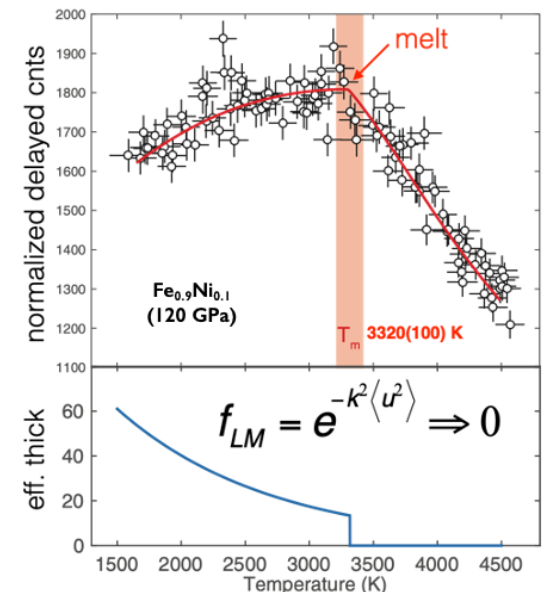 2000
1900
1800
1700
1600
1500
1400
1300
1200
1100
normalized delayed cnts
melt
Fe₀.₉Ni₀.₁
(120 GPa)
Tₘ 3320(100) K
60
40
20
0
eff. thick
f_LM = e^{-k²⟨u²⟩} ⇒ 0
1500 2000 2500 3000 3500 4000 4500
Temperature (K)